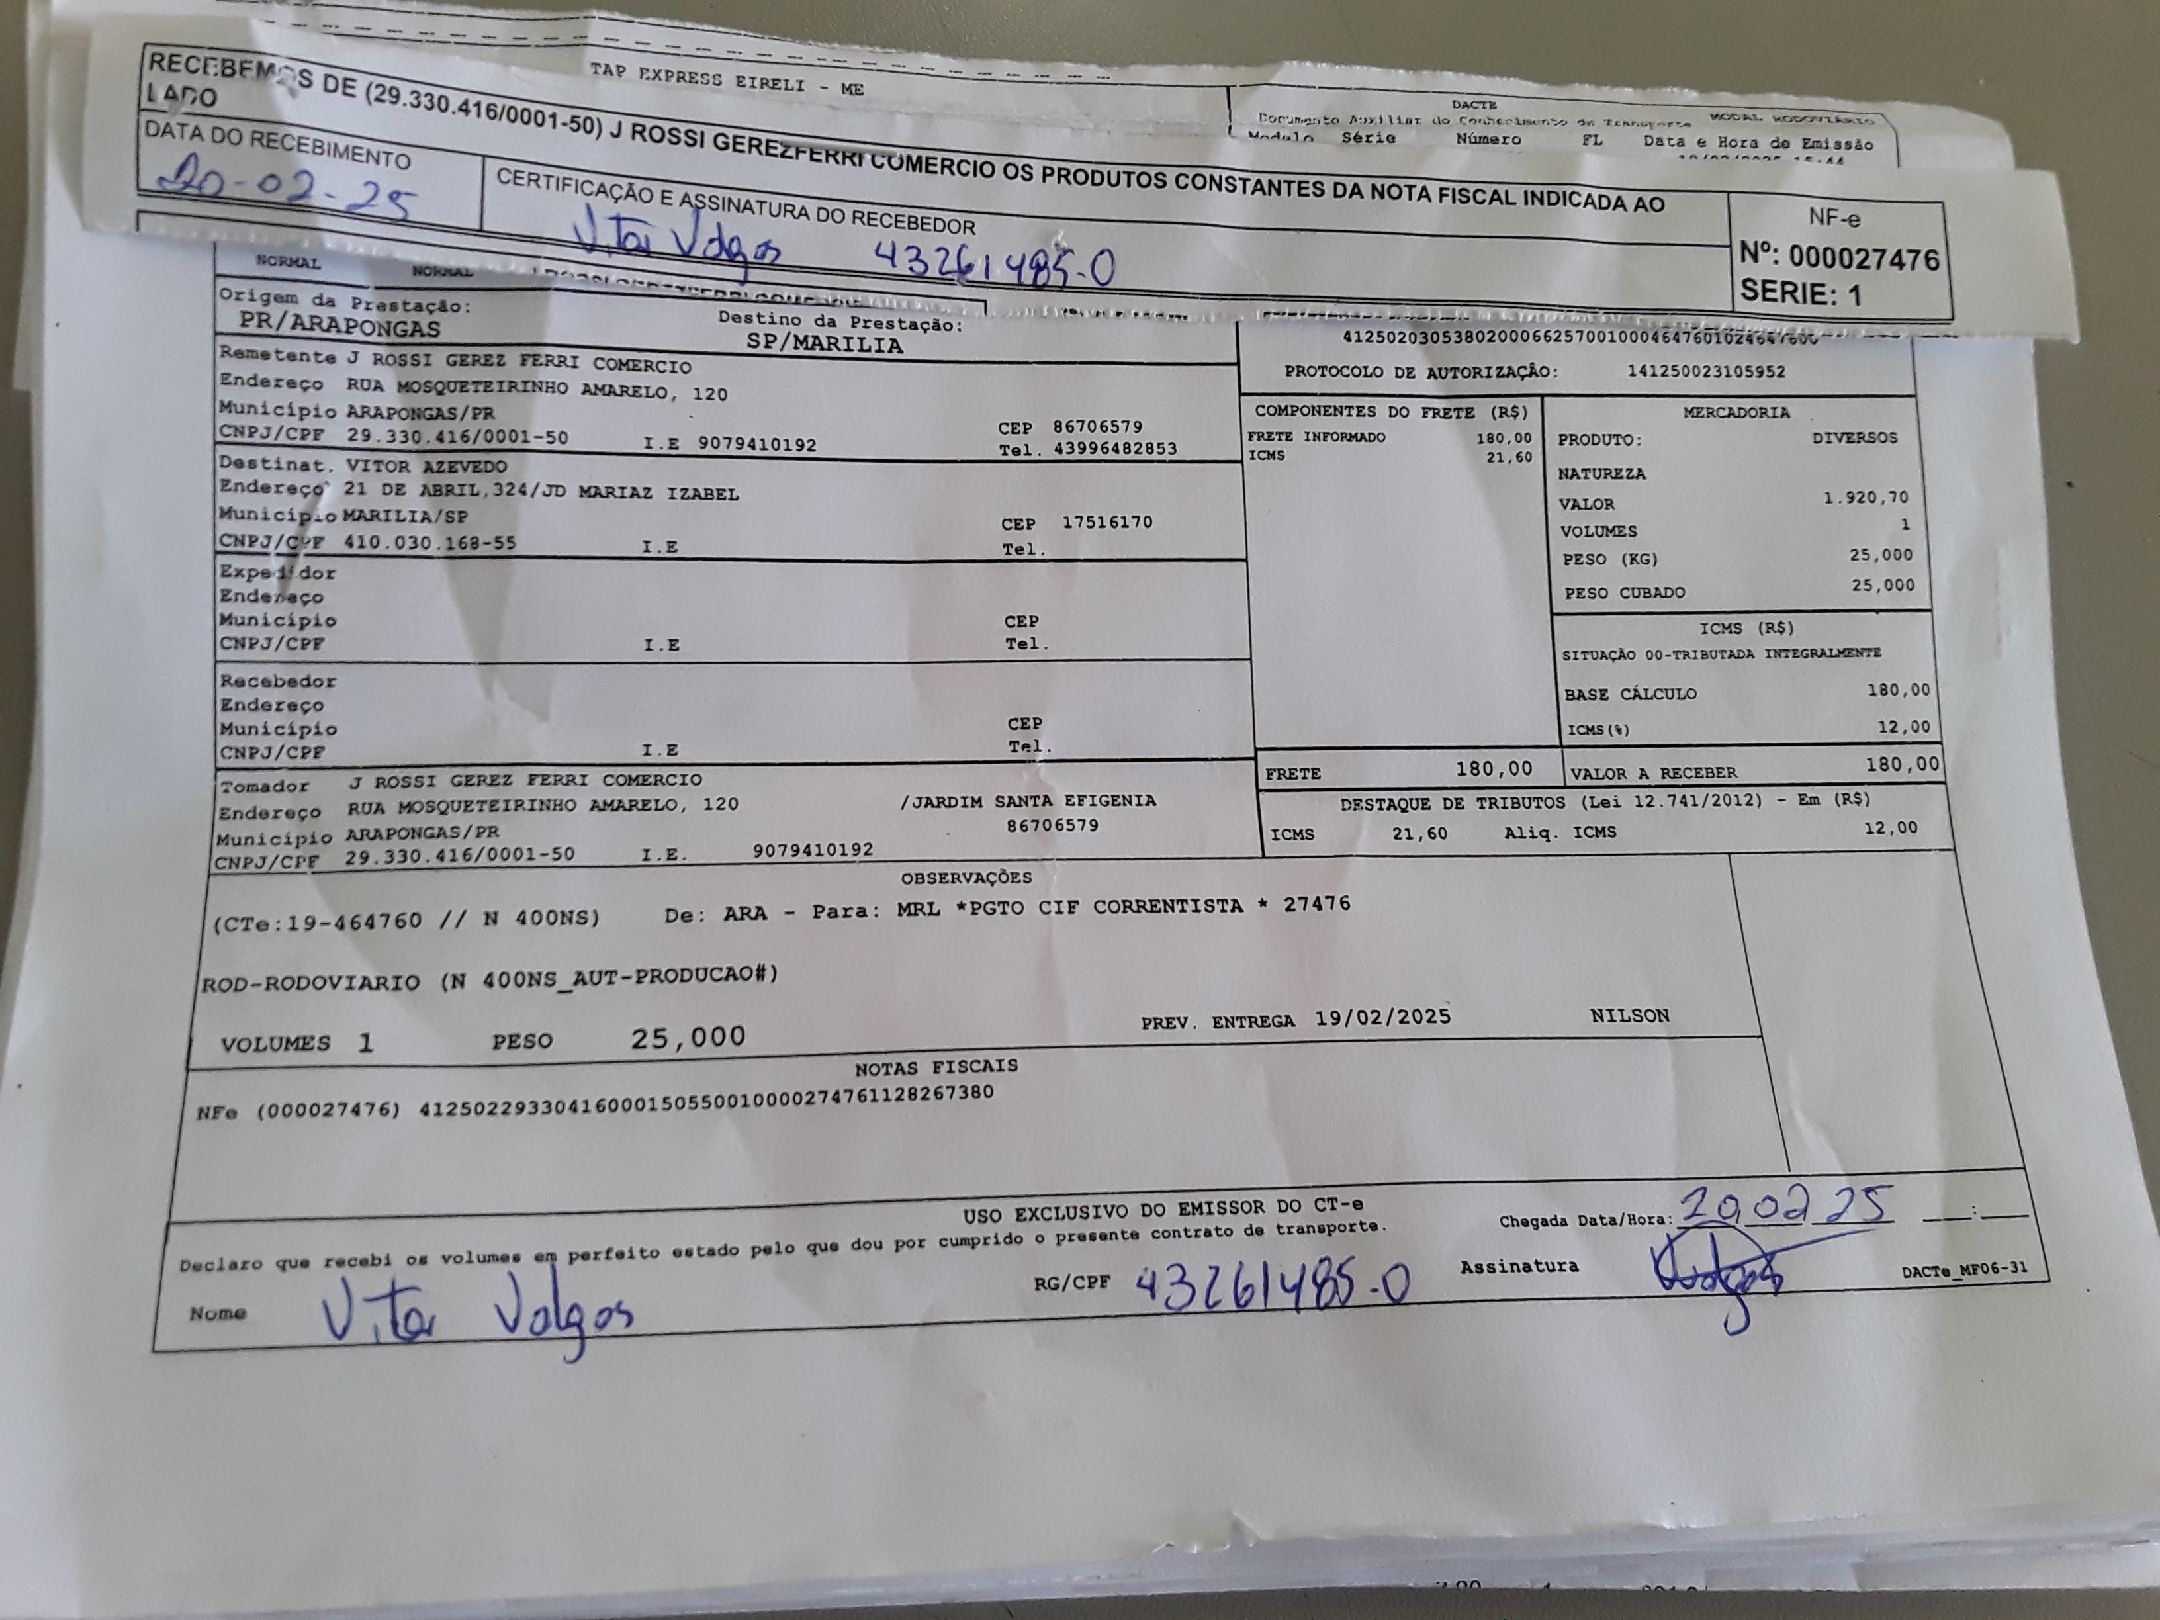 TAP EXPRESS EIRELI - ME
DACTE
Documento Auxiliar do Conhecimento de Transporte MODAL RODOVIÁRIO
Modulo Série Número FL Data e Hora de Emissão
RECEBEMOS DE (29.330.416/0001-50) J ROSSI GEREZFERRI COMERCIO OS PRODUTOS CONSTANTES DA NOTA FISCAL INDICADA AO
LADO
DATA DO RECEBIMENTO
20-02-25
CERTIFICAÇÃO E ASSINATURA DO RECEBEDOR
43261485-0
NF-e
Nº: 000027476
SERIE: 1
NORMAL NORMAL
Origem da Prestação:
PR/ARAPONGAS
Destino da Prestação:
SP/MARILIA
PROTOCOLO DE AUTORIZAÇÃO: 141250023105952
Remetente J ROSSI GEREZ FERRI COMERCIO
Endereço RUA MOSQUETEIRINHO AMARELO, 120
Município ARAPONGAS/PR CEP 86706579
CNPJ/CPF 29.330.416/0001-50 I.E 9079410192 Tel. 43996482853
Destinat. VITOR AZEVEDO
Endereço 21 DE ABRIL,324/JD MARIAZ IZABEL
Município MARILIA/SP CEP 17516170
CNPJ/CPF 410.030.168-55 I.E Tel.
Expedidor
Endereço
Município CEP
CNPJ/CPF I.E Tel.
Recebedor
Endereço
Município CEP
CNPJ/CPF I.E Tel.
Tomador J ROSSI GEREZ FERRI COMERCIO
Endereço RUA MOSQUETEIRINHO AMARELO, 120 /JARDIM SANTA EFIGENIA
Município ARAPONGAS/PR 86706579
CNPJ/CPF 29.330.416/0001-50 I.E. 9079410192
COMPONENTES DO FRETE (R$)
FRETE INFORMADO 180,00
ICMS 21,60
MERCADORIA
PRODUTO: DIVERSOS
NATUREZA
VALOR 1.920,70
VOLUMES 1
PESO (KG) 25,000
PESO CUBADO 25,000
ICMS (R$)
SITUAÇÃO 00-TRIBUTADA INTEGRALMENTE
BASE CÁLCULO 180,00
ICMS(%) 12,00
FRETE 180,00 VALOR A RECEBER 180,00
DESTAQUE DE TRIBUTOS (Lei 12.741/2012) - Em (R$)
ICMS 21,60 Aliq. ICMS 12,00
OBSERVAÇÕES
(CTe:19-464760 // N 400NS) De: ARA - Para: MRL *PGTO CIF CORRENTISTA * 27476
ROD-RODOVIARIO (N 400NS_AUT-PRODUCAO#)
VOLUMES 1 PESO 25,000 PREV. ENTREGA 19/02/2025 NILSON
NOTAS FISCAIS
NFe (000027476) 41250229330416000150550010000274761128267380
USO EXCLUSIVO DO EMISSOR DO CT-e
Declaro que recebi os volumes em perfeito estado pelo que dou por cumprido o presente contrato de transporte.
Chegada Data/Hora: 20 02 25 ___:___
Nome Vitor RG/CPF 43261485-0 Assinatura
DACTe_MF06-31